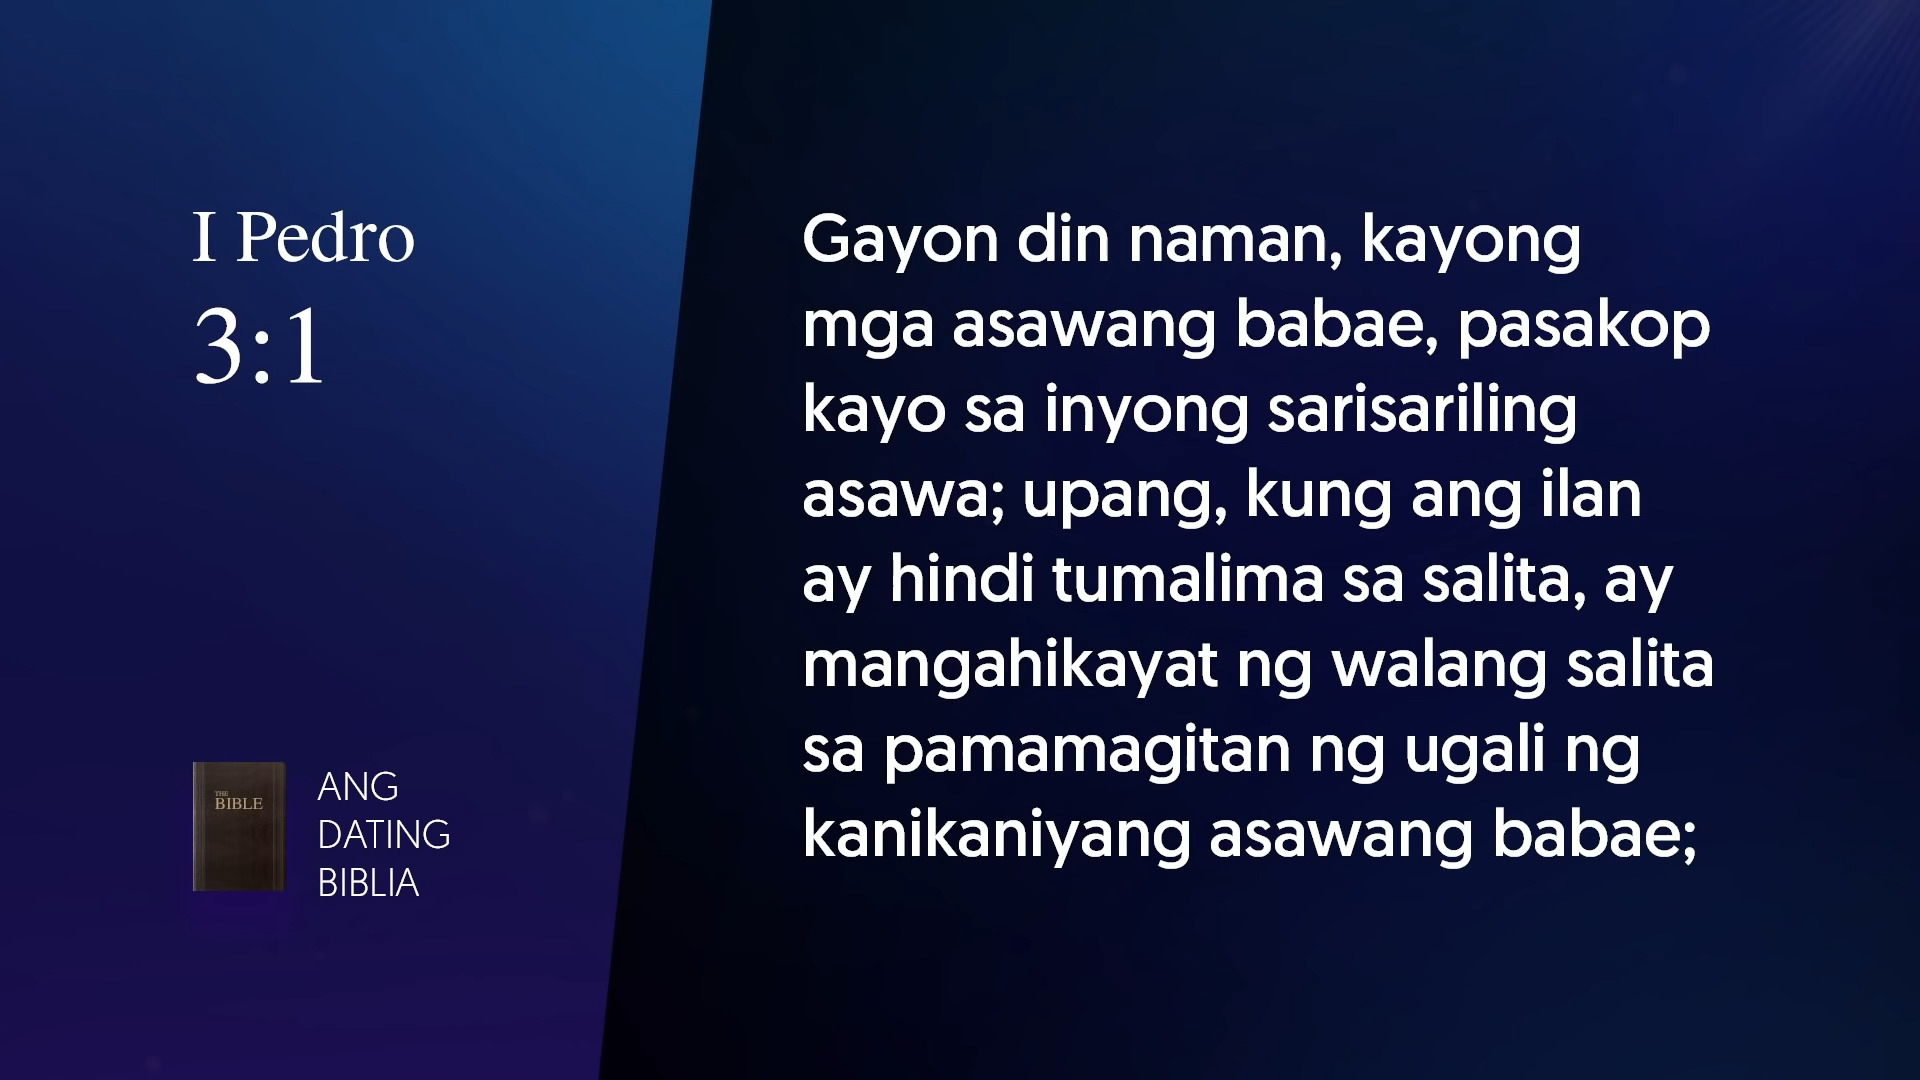 I Pedro
3:1
Gayon din naman, kayong
mga asawang babae, pasakop
kayo sa inyong sarisariling
asawa; upang, kung ang ilan
ay hindi tumalima sa salita, ay
mangahikayat ng walang salita
sa pamamagitan ng ugali ng
kanikaniyang asawang babae;
THE
BIBLE
ANG
DATING
BIBLIA